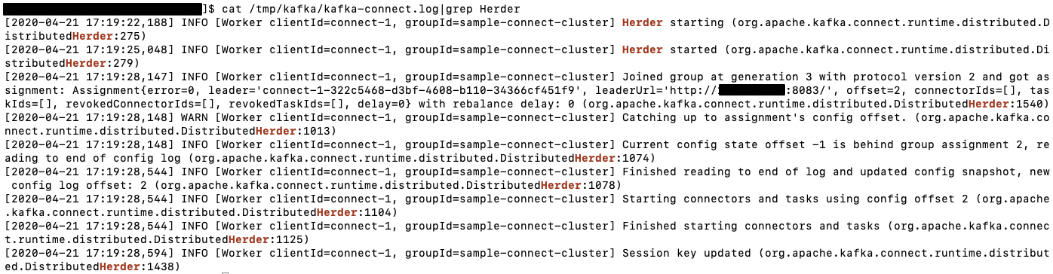 ]$ cat /tmp/kafka/kafka-connect.log|grep Herder
[2020-04-21 17:19:22,188] INFO [Worker clientId=connect-1, groupId=sample-connect-cluster] Herder starting (org.apache.kafka.connect.runtime.distributed.D
istributedHerder:275)
[2020-04-21 17:19:25,048] INFO [Worker clientId=connect-1, groupId=sample-connect-cluster] Herder started (org.apache.kafka.connect.runtime.distributed.Di
stributedHerder:279)
[2020-04-21 17:19:28,147] INFO [Worker clientId=connect-1, groupId=sample-connect-cluster] Joined group at generation 3 with protocol version 2 and got as
signment: Assignment{error=0, leader='connect-1-322c5468-d3bf-4608-b110-34366cf451f9', leaderUrl='http://:8083/', offset=2, connectorIds=[], tas
kIds=[], revokedConnectorIds=[], revokedTaskIds=[], delay=0} with rebalance delay: 0 (org.apache.kafka.connect.runtime.distributed.DistributedHerder:1540)
[2020-04-21 17:19:28,148] WARN [Worker clientId=connect-1, groupId=sample-connect-cluster] Catching up to assignment's config offset. (org.apache.kafka.co
nnect.runtime.distributed.DistributedHerder:1013)
[2020-04-21 17:19:28,148] INFO [Worker clientId=connect-1, groupId=sample-connect-cluster] Current config state offset -1 is behind group assignment 2, re
ading to end of config log (org.apache.kafka.connect.runtime.distributed.DistributedHerder:1074)
[2020-04-21 17:19:28,544] INFO [Worker clientId=connect-1, groupId=sample-connect-cluster] Finished reading to end of log and updated config snapshot, new
 config log offset: 2 (org.apache.kafka.connect.runtime.distributed.DistributedHerder:1078)
[2020-04-21 17:19:28,544] INFO [Worker clientId=connect-1, groupId=sample-connect-cluster] Starting connectors and tasks using config offset 2 (org.apache
.kafka.connect.runtime.distributed.DistributedHerder:1104)
[2020-04-21 17:19:28,544] INFO [Worker clientId=connect-1, groupId=sample-connect-cluster] Finished starting connectors and tasks (org.apache.kafka.connec
t.runtime.distributed.DistributedHerder:1125)
[2020-04-21 17:19:28,594] INFO [Worker clientId=connect-1, groupId=sample-connect-cluster] Session key updated (org.apache.kafka.connect.runtime.distribut
ed.DistributedHerder:1438)